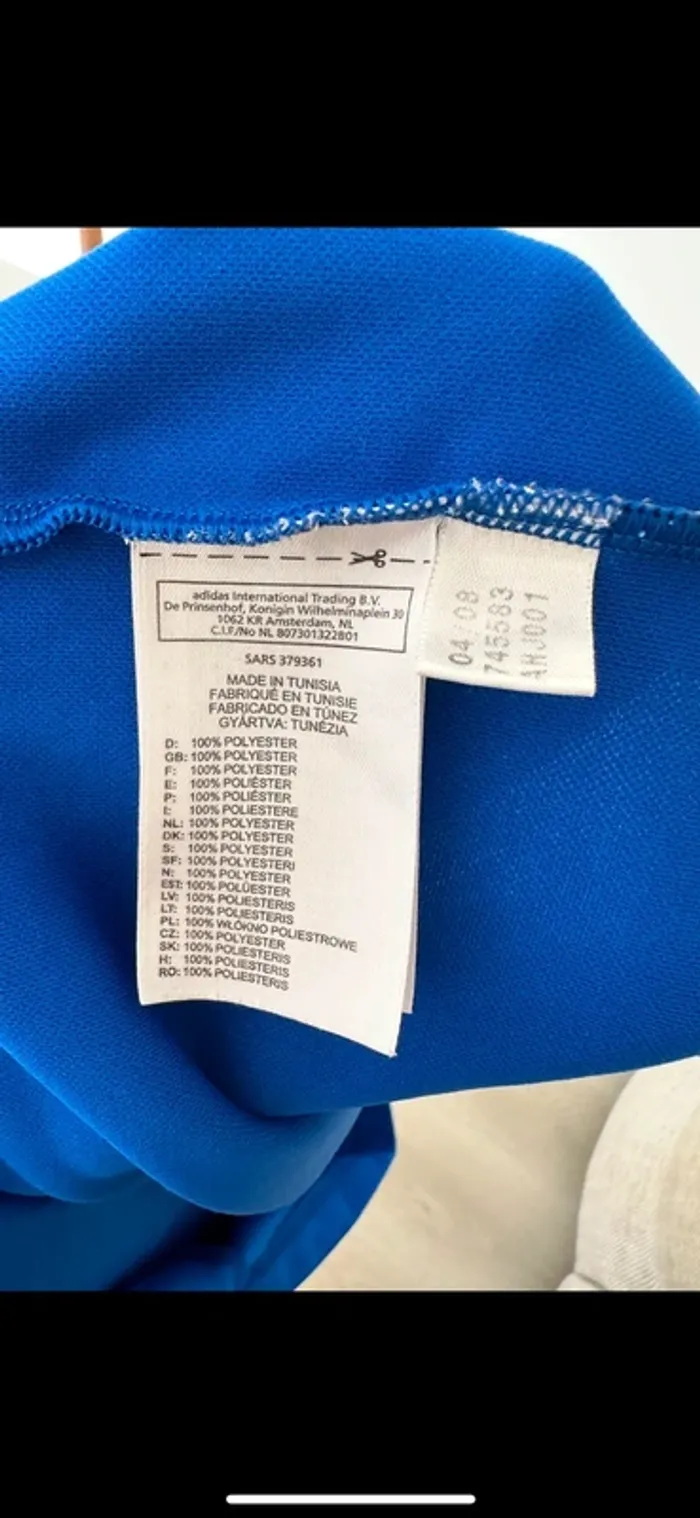 adidas International Trading B.V.
De Prinsenhof, Konigin Wilhelminaplein 30
1062 KR Amsterdam, NL
C.I.F./No NL 807301322B01
SARS 379361
MADE IN TUNISIA
FABRIQUÉ EN TUNISIE
FABRICADO EN TÚNEZ
GYÁRTVA: TUNÉZIA
D: 100% POLYESTER
GB: 100% POLYESTER
F: 100% POLYESTER
E: 100% POLIÉSTER
P: 100% POLIÉSTER
I: 100% POLIESTERE
NL: 100% POLYESTER
DK: 100% POLYESTER
S: 100% POLYESTER
SF: 100% POLYESTERI
N: 100% POLYESTER
EST: 100% POLÜESTER
LV: 100% POLIESTERIS
LT: 100% POLIESTERIS
PL: 100% WŁÓKNO POLIESTROWE
CZ: 100% POLYESTER
SK: 100% POLIESTERIS
H: 100% POLIESTERIS
RO: 100% POLIESTERIS
04/08
745583
AHJ001